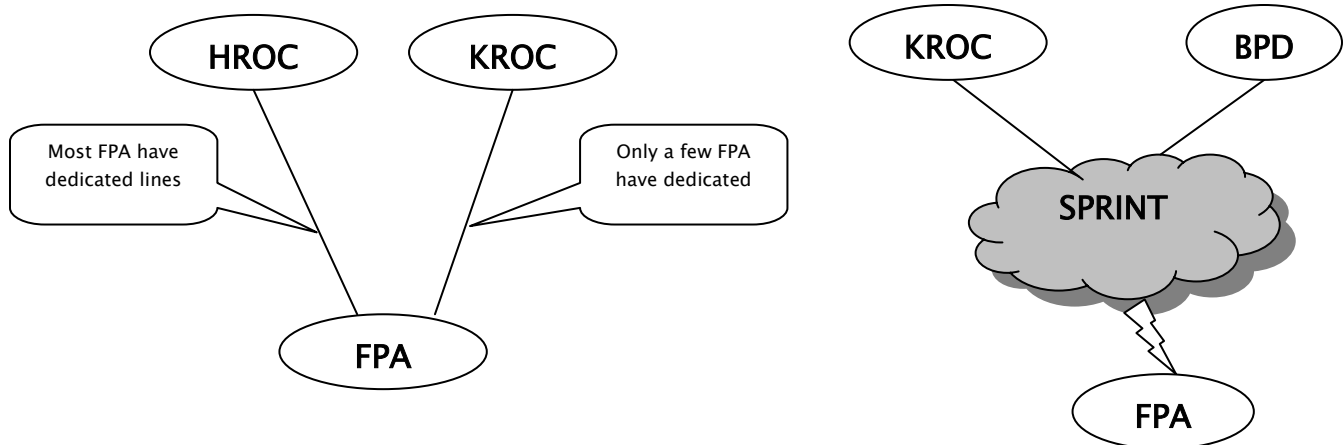 HROC
KROC
Most FPA have
dedicated lines
Only a few FPA
have dedicated
FPA
KROC
BPD
SPRINT
FPA